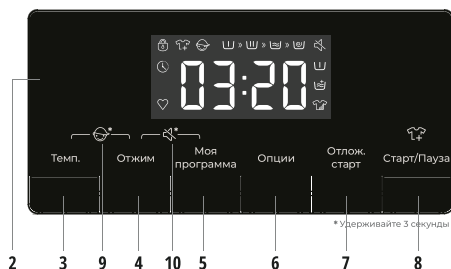 03:20
*
*
Темп.
Отжим
Моя
программа
Опции
Отлож.
старт
Старт/Пауза
* Удерживайте 3 секунды
2 3 9 4 10 5 6 7 8